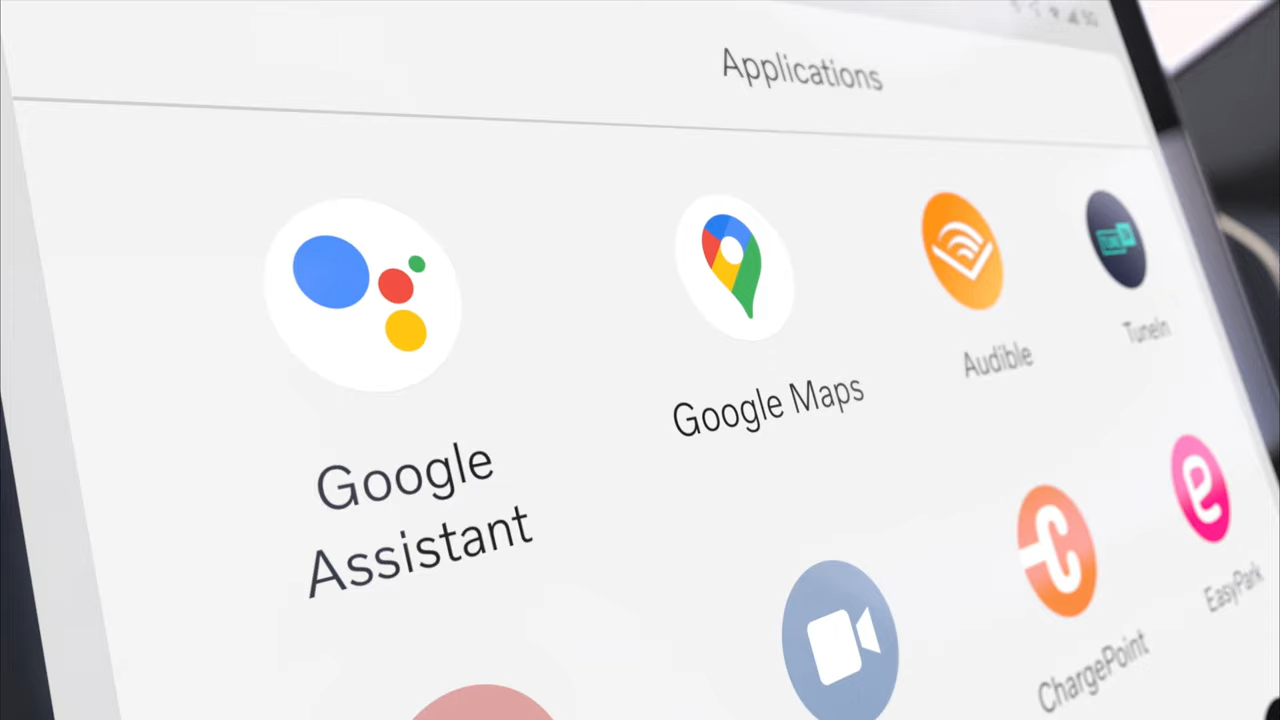 Applications
Google
Assistant
Google Maps
Audible
TuneIn
ChargePoint
EasyPark